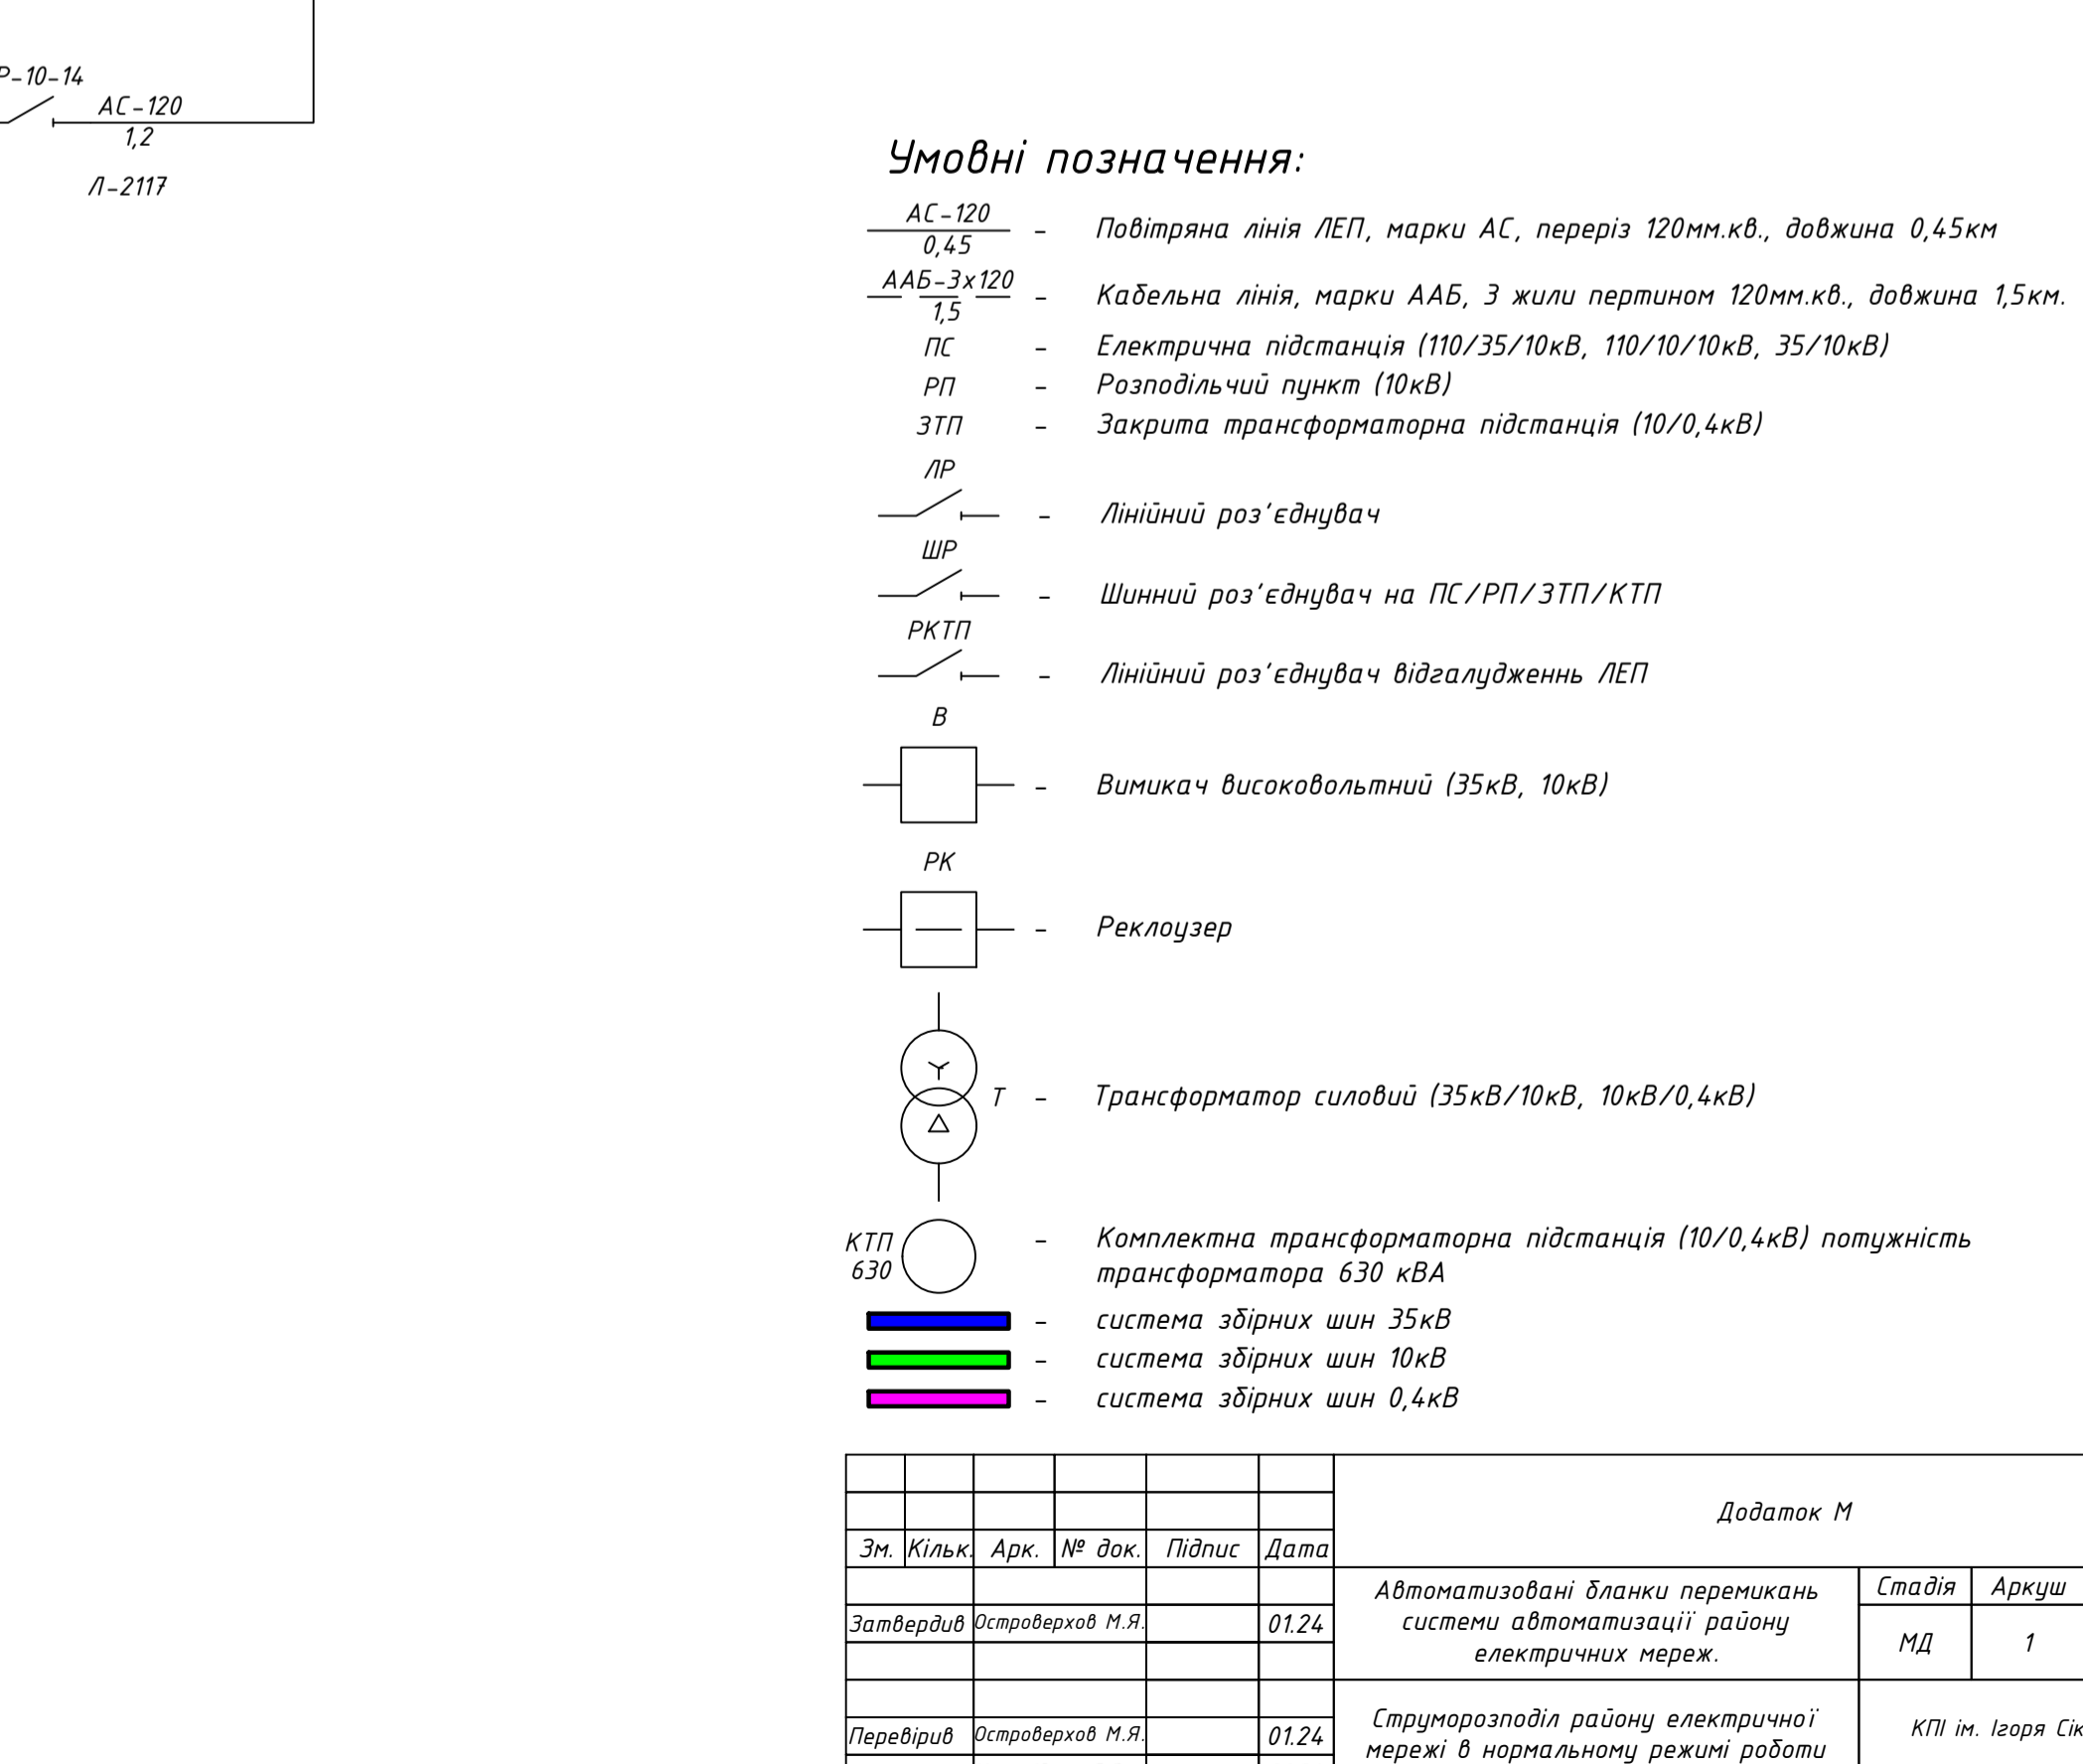 Р-10-14
АС-120
1,2
Л-2117
Умовні позначення:
АС-120
0,45
- Повітряна лінія ЛЕП, марки АС, переріз 120мм.кв., довжина 0,45км
ААБ-3х120
1,5
- Кабельна лінія, марки ААБ, 3 жили пертином 120мм.кв., довжина 1,5км.
ПС - Електрична підстанція (110/35/10кВ, 110/10/10кВ, 35/10кВ)
РП - Розподільчий пункт (10кВ)
ЗТП - Закрита трансформаторна підстанція (10/0,4кВ)
ЛР
- Лінійний роз'єднувач
ШР
- Шинний роз'єднувач на ПС/РП/ЗТП/КТП
РКТП
- Лінійний роз'єднувач відгалудженнь ЛЕП
В
- Вимикач високовольтний (35кВ, 10кВ)
РК
- Реклоузер
Т - Трансформатор силовий (35кВ/10кВ, 10кВ/0,4кВ)
КТП - Комплектна трансформаторна підстанція (10/0,4кВ) потужність
630 трансформатора 630 кВА
- система збірних шин 35кВ
- система збірних шин 10кВ
- система збірних шин 0,4кВ
Додаток М
Зм. Кільк. Арк. № док. Підпис Дата
Автоматизовані бланки перемикань
системи автоматизації району
електричних мереж.
Стадія Аркуш
Затвердив Островерхов М.Я. 01.24
МД 1
Перевірив Островерхов М.Я. 01.24
Струморозподіл району електричної
мережі в нормальному режимі роботи
КПІ ім. Ігоря Сік